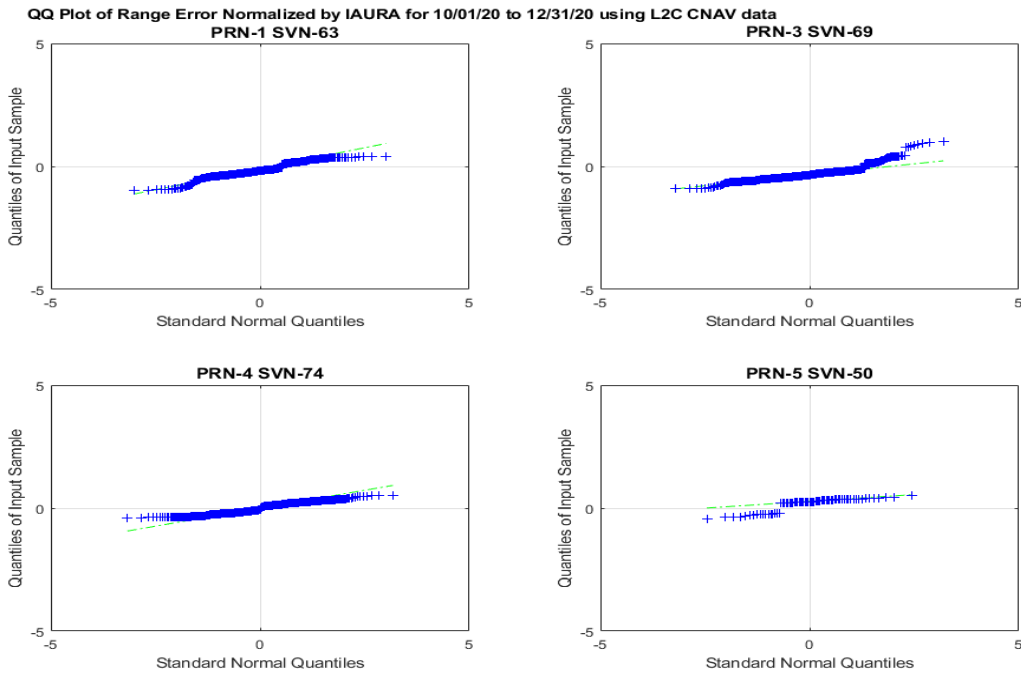 QQ Plot of Range Error Normalized by IAURA for 10/01/20 to 12/31/20 using L2C CNAV data
PRN-1 SVN-63
5
0
-5
-5 0 5
Quantiles of Input Sample
Standard Normal Quantiles
PRN-3 SVN-69
5
0
-5
-5 0 5
Quantiles of Input Sample
Standard Normal Quantiles
PRN-4 SVN-74
5
0
-5
-5 0 5
Quantiles of Input Sample
Standard Normal Quantiles
PRN-5 SVN-50
5
0
-5
-5 0 5
Quantiles of Input Sample
Standard Normal Quantiles